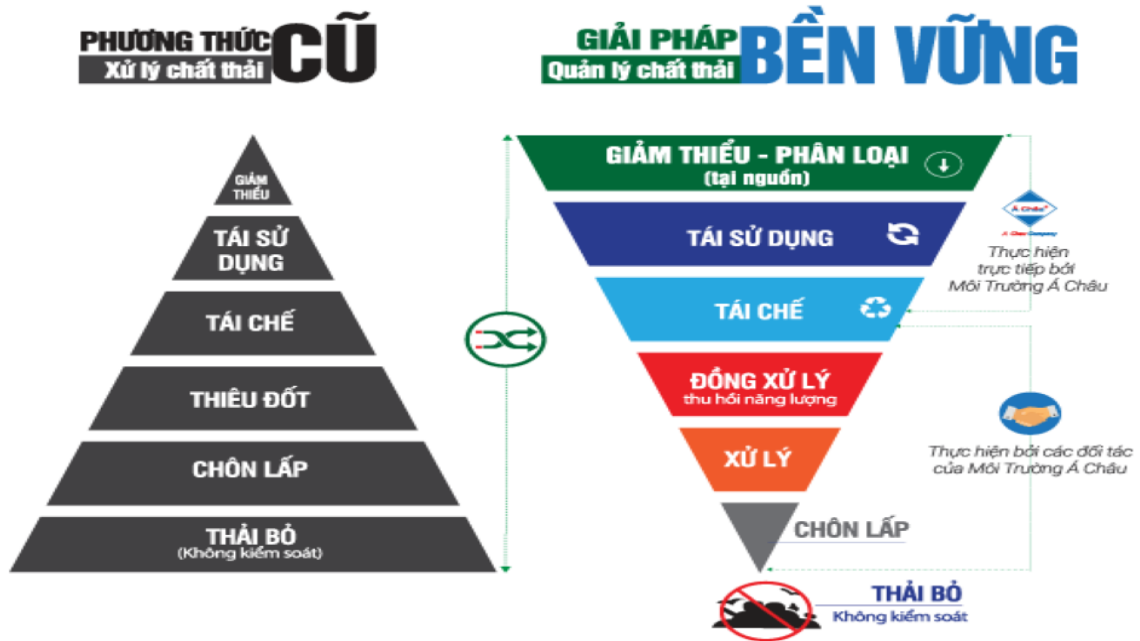 PHƯƠNG THỨC
Xử lý chất thải
CŨ
GIẢI PHÁP
Quản lý chất thải
BỀN VỮNG
GIẢM
THIỂU
TÁI SỬ
DỤNG
TÁI CHẾ
THIÊU ĐỐT
CHÔN LẤP
THẢI BỎ
(Không kiểm soát)
GIẢM THIỂU - PHÂN LOẠI
(tại nguồn)
TÁI SỬ DỤNG
TÁI CHẾ
ĐỒNG XỬ LÝ
thu hồi năng lượng
XỬ LÝ
CHÔN LẤP
THẢI BỎ
Không kiểm soát
Á Châu
Á Châu Company
Thực hiện
trực tiếp bởi
Môi Trường Á Châu
Thực hiện bởi các đối tác
của Môi Trường Á Châu